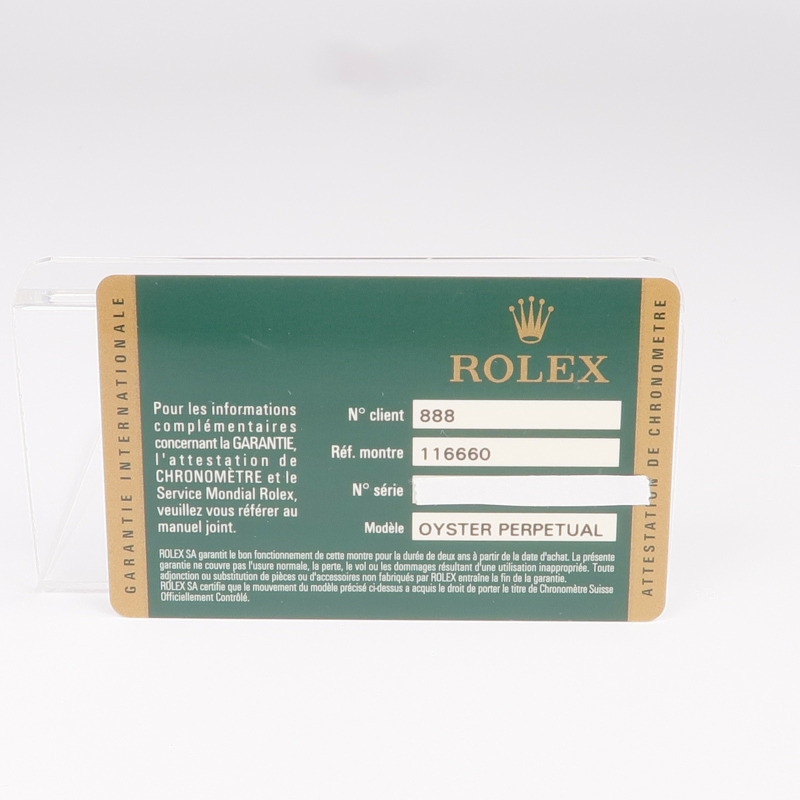 GARANTIE INTERNATIONALE
ROLEX
Pour les informations
complémentaires
concernant la GARANTIE,
l'attestation de
CHRONOMÈTRE et le
Service Mondial Rolex,
veuillez vous référer au
manuel joint.
N° client 888
Réf. montre 116660
N° série
Modèle OYSTER PERPETUAL
ROLEX SA garantit le bon fonctionnement de cette montre pour la durée de deux ans à partir de la date d'achat. La présente
garantie ne couvre pas l'usure normale, la perte, le vol ou les dommages résultant d'une utilisation inappropriée. Toute
adjonction ou substitution de pièces ou d'accessoires non fabriqués par ROLEX entraîne la fin de la garantie.
ROLEX SA certifie que le mouvement du modèle précisé ci-dessus a acquis le droit de porter le titre de Chronomètre Suisse
Officiellement Contrôlé.
ATTESTATION DE CHRONOMETRE